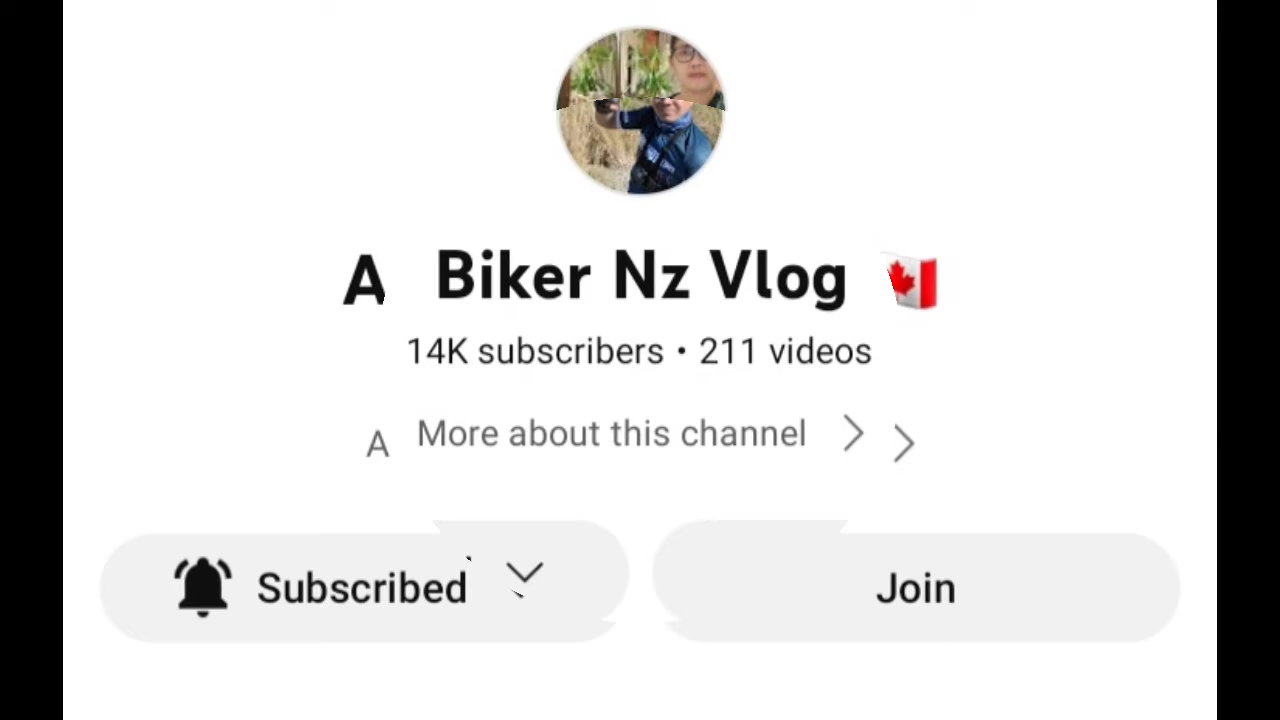 A Biker Nz Vlog 🇨🇦
14K subscribers • 211 videos
A More about this channel
Subscribed
Join